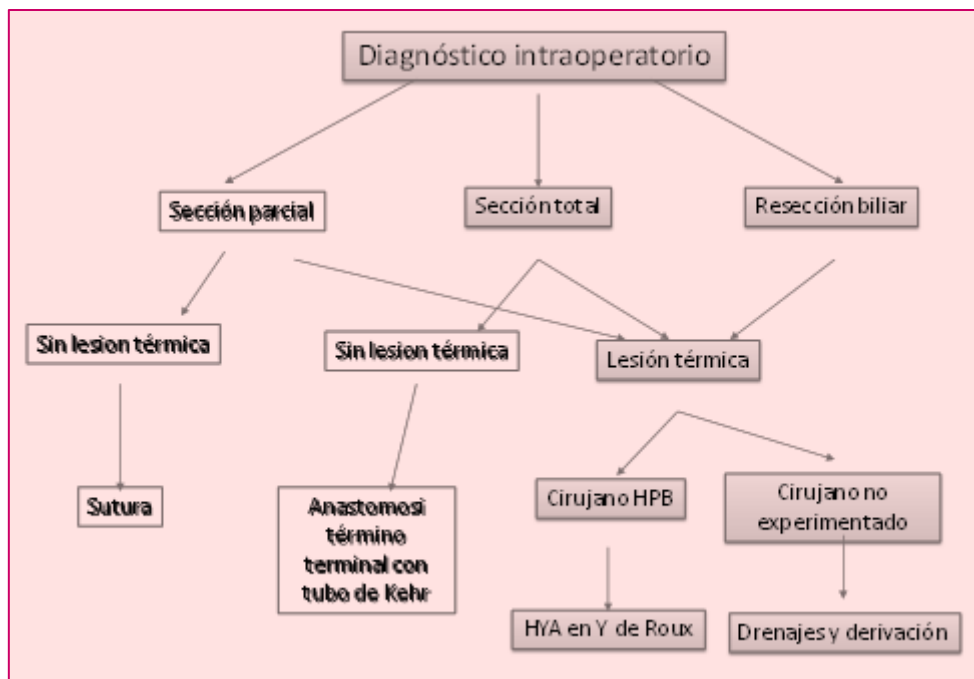 Diagnóstico intraoperatorio
Sección parcial
Sección total
Resección biliar
Sin lesion térmica
Sin lesion térmica
Lesión térmica
Sutura
Anastomosi
término
terminal con
tubo de Kehr
Cirujano HPB
Cirujano no
experimentado
HYA en Y de Roux
Drenajes y derivación